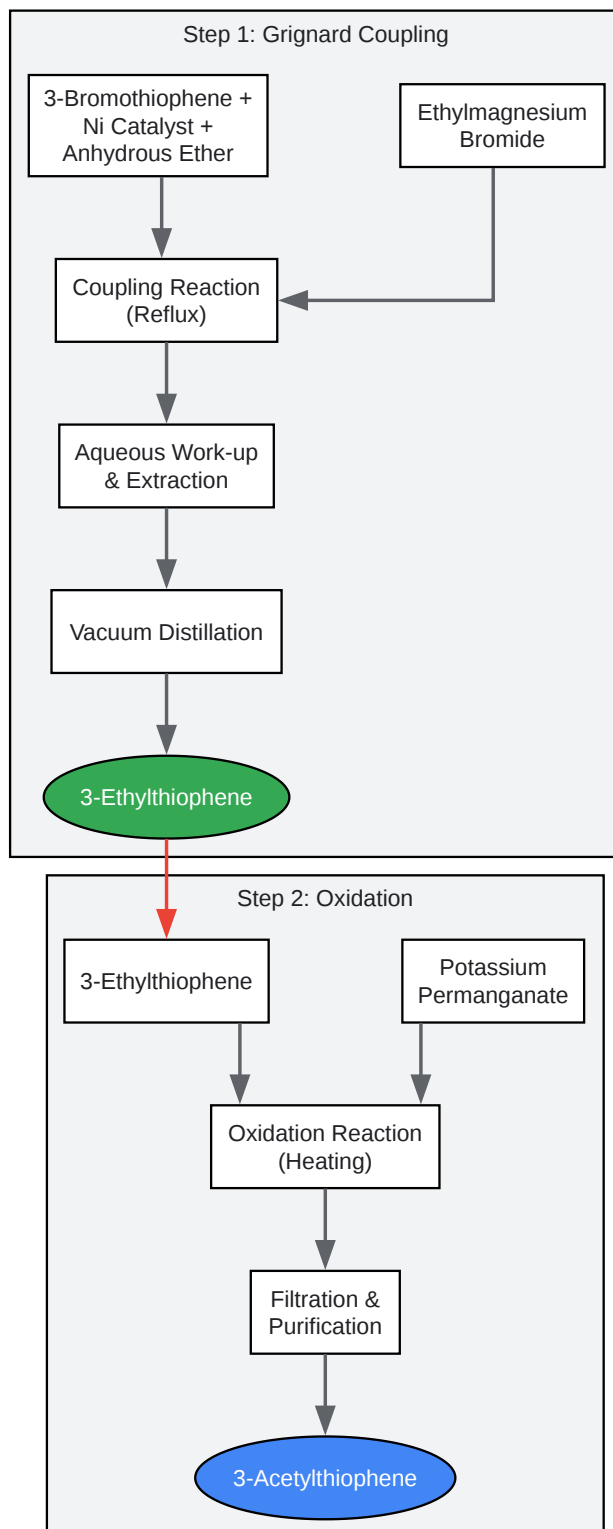 Step 1: Grignard Coupling
3-Bromothiophene +
Ni Catalyst +
Anhydrous Ether
Ethylmagnesium
Bromide
Coupling Reaction
(Reflux)
Aqueous Work-up
& Extraction
Vacuum Distillation
3-Ethylthiophene
Step 2: Oxidation
3-Ethylthiophene
Potassium
Permanganate
Oxidation Reaction
(Heating)
Filtration &
Purification
3-Acetylthiophene